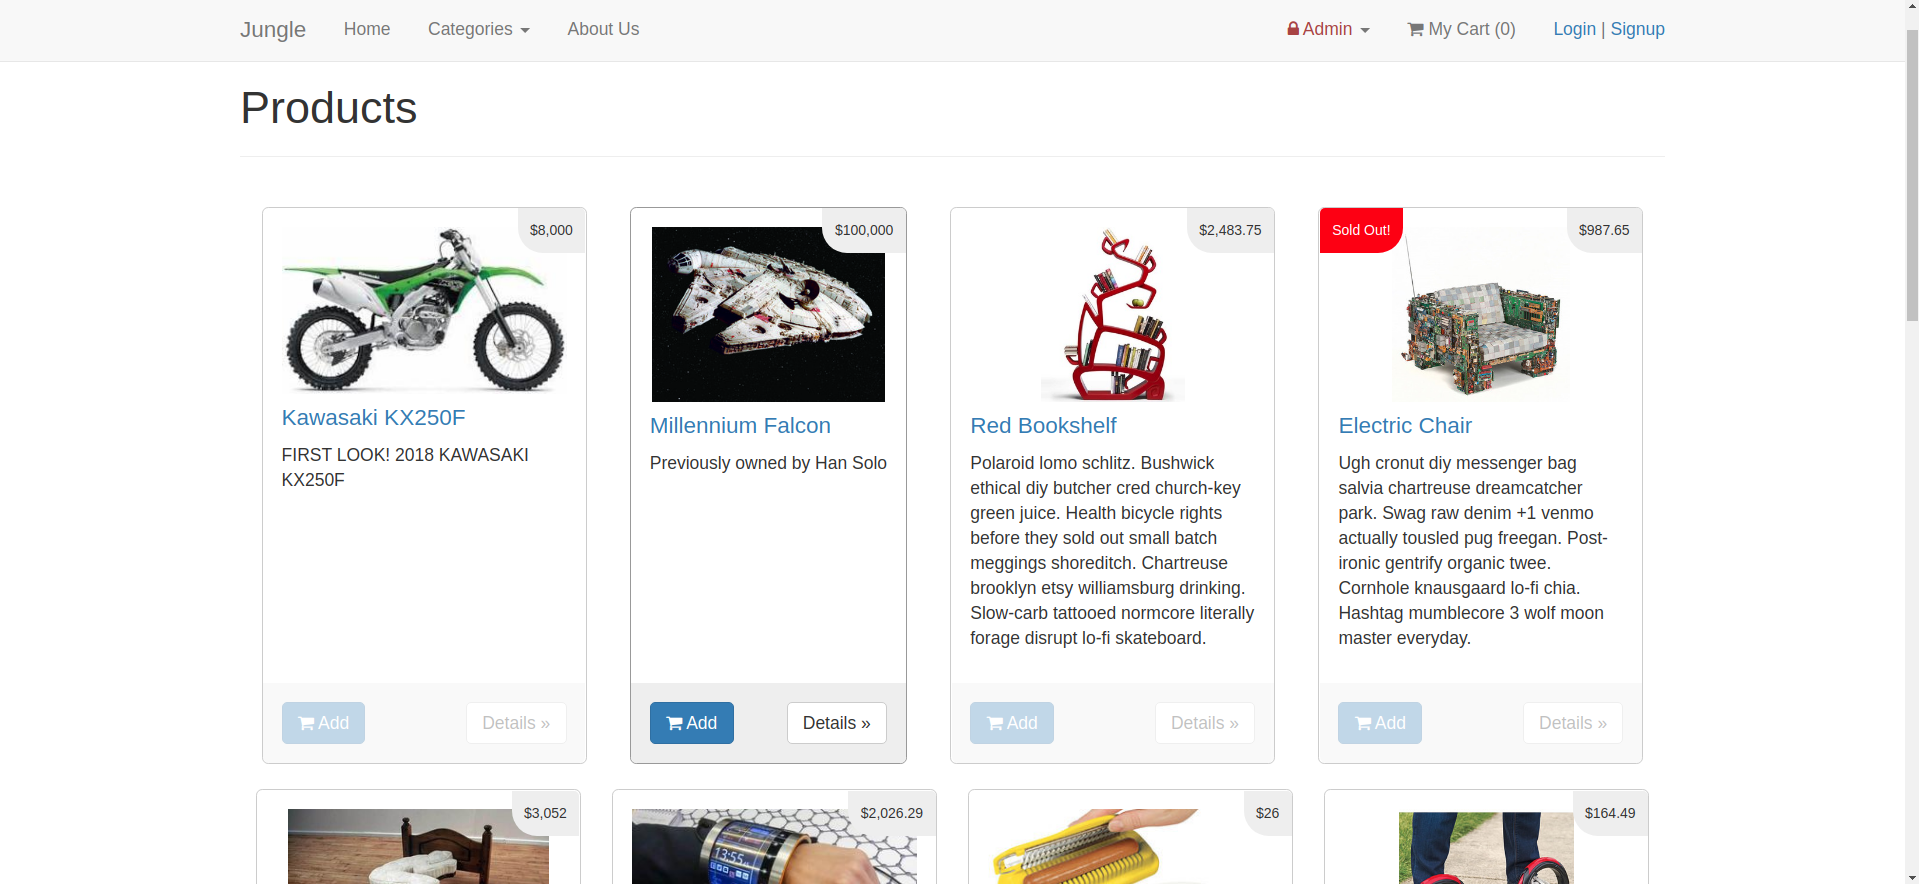 Jungle Home Categories About Us Admin My Cart (0) Login | Signup
Products
$8,000
Kawasaki KX250F
FIRST LOOK! 2018 KAWASAKI
KX250F
Add Details »
$100,000
Millennium Falcon
Previously owned by Han Solo
Add Details »
$2,483.75
Red Bookshelf
Polaroid lomo schlitz. Bushwick
ethical diy butcher cred church-key
green juice. Health bicycle rights
before they sold out small batch
meggings shoreditch. Chartreuse
brooklyn etsy williamsburg drinking.
Slow-carb tattooed normcore literally
forage disrupt lo-fi skateboard.
Add Details »
Sold Out! $987.65
Electric Chair
Ugh cronut diy messenger bag
salvia chartreuse dreamcatcher
park. Swag raw denim +1 venmo
actually tousled pug freegan. Post-
ironic gentrify organic twee.
Cornhole knausgaard lo-fi chia.
Hashtag mumblecore 3 wolf moon
master everyday.
Add Details »
$3,052
$2,026.29
13:55
$26
$164.49